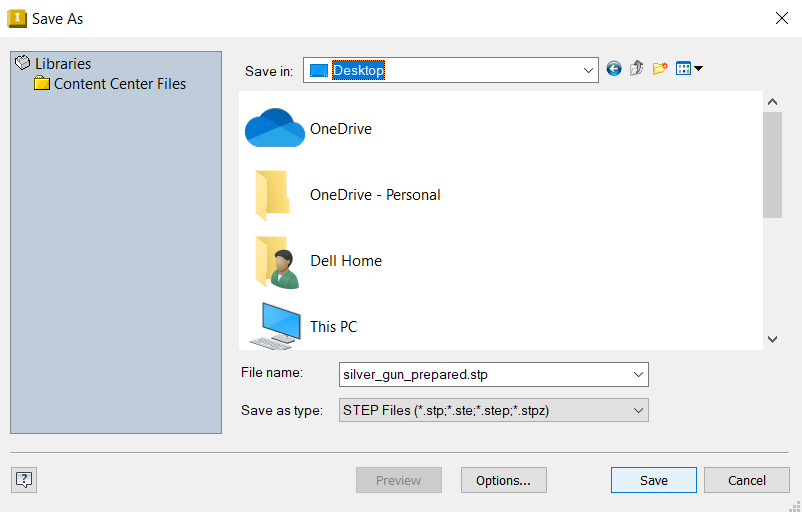 Save As
Libraries
Content Center Files
Save in:
Desktop
OneDrive
OneDrive - Personal
Dell Home
This PC
File name:
silver_gun_prepared.stp
Save as type:
STEP Files (*.stp;*.ste;*.step;*.stpz)
Preview
Options...
Save
Cancel